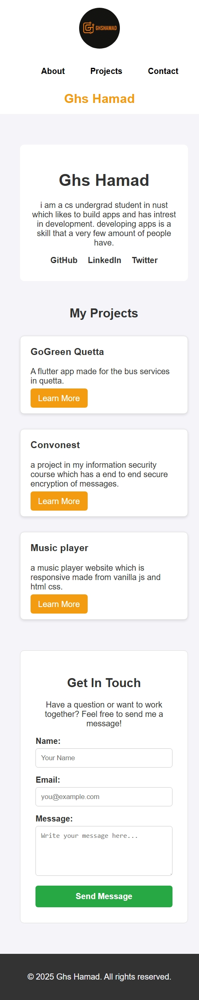 GHSHAMAD
About Projects Contact
Ghs Hamad
Ghs Hamad
i am a cs undergrad student in nust
which likes to build apps and has intrest
in development. developing apps is a
skill that a very few amount of people
have.
GitHub LinkedIn Twitter
My Projects
GoGreen Quetta
A flutter app made for the bus services
in quetta.
Learn More
Convonest
a project in my information security
course which has a end to end secure
encryption of messages.
Learn More
Music player
a music player website which is
responsive made from vanilla js and
html css.
Learn More
Get In Touch
Have a question or want to work
together? Feel free to send me a
message!
Name:
Your Name
Email:
you@example.com
Message:
Write your message here...
Send Message
© 2025 Ghs Hamad. All rights reserved.